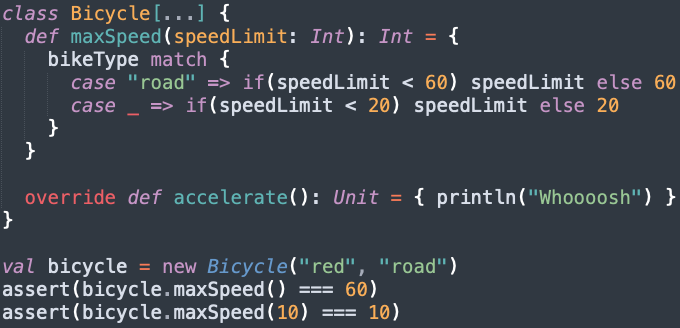 class Bicycle[...] {
  def maxSpeed(speedLimit: Int): Int = {
    bikeType match {
      case "road" => if(speedLimit < 60) speedLimit else 60
      case _ => if(speedLimit < 20) speedLimit else 20
    }
  }

  override def accelerate(): Unit = { println("Whoooosh") }
}

val bicycle = new Bicycle("red", "road")
assert(bicycle.maxSpeed() === 60)
assert(bicycle.maxSpeed(10) === 10)